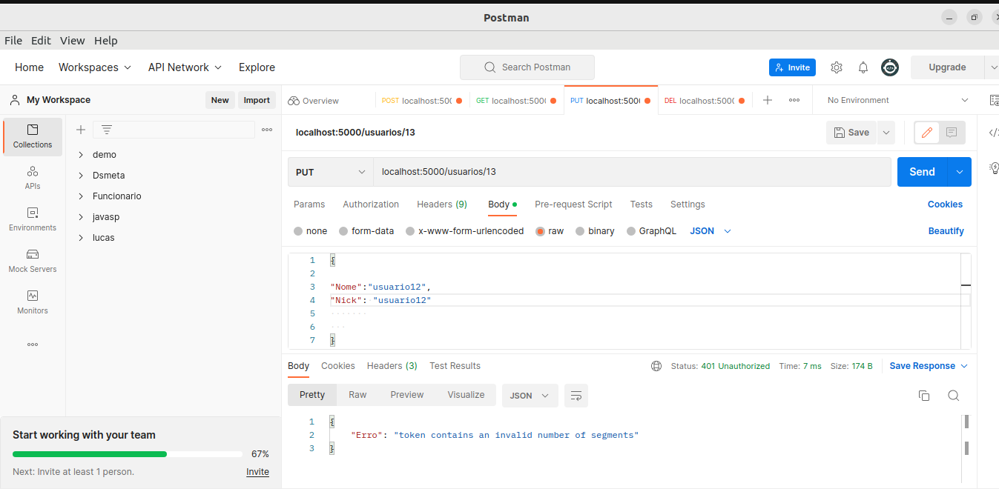 Postman
File Edit View Help
Home Workspaces API Network Explore Search Postman Invite Upgrade
My Workspace New Import Overview POST localhost:500 GET localhost:500 PUT localhost:500 DEL localhost:500 No Environment
localhost:5000/usuarios/13 Save
PUT localhost:5000/usuarios/13 Send
Params Authorization Headers (9) Body Pre-request Script Tests Settings Cookies
none form-data x-www-form-urlencoded raw binary GraphQL JSON Beautify
1 {
2
3 "Nome":"usuario12",
4 "Nick": "usuario12"
5
6
7 }
Collections
APIs
Environments
Mock Servers
Monitors
demo
Dsmeta
Funcionario
javasp
lucas
Body Cookies Headers (3) Test Results Status: 401 Unauthorized Time: 7 ms Size: 174 B Save Response
Pretty Raw Preview Visualize JSON
1 {
2 "Erro": "token contains an invalid number of segments"
3 }
Start working with your team
67%
Next: Invite at least 1 person. Invite